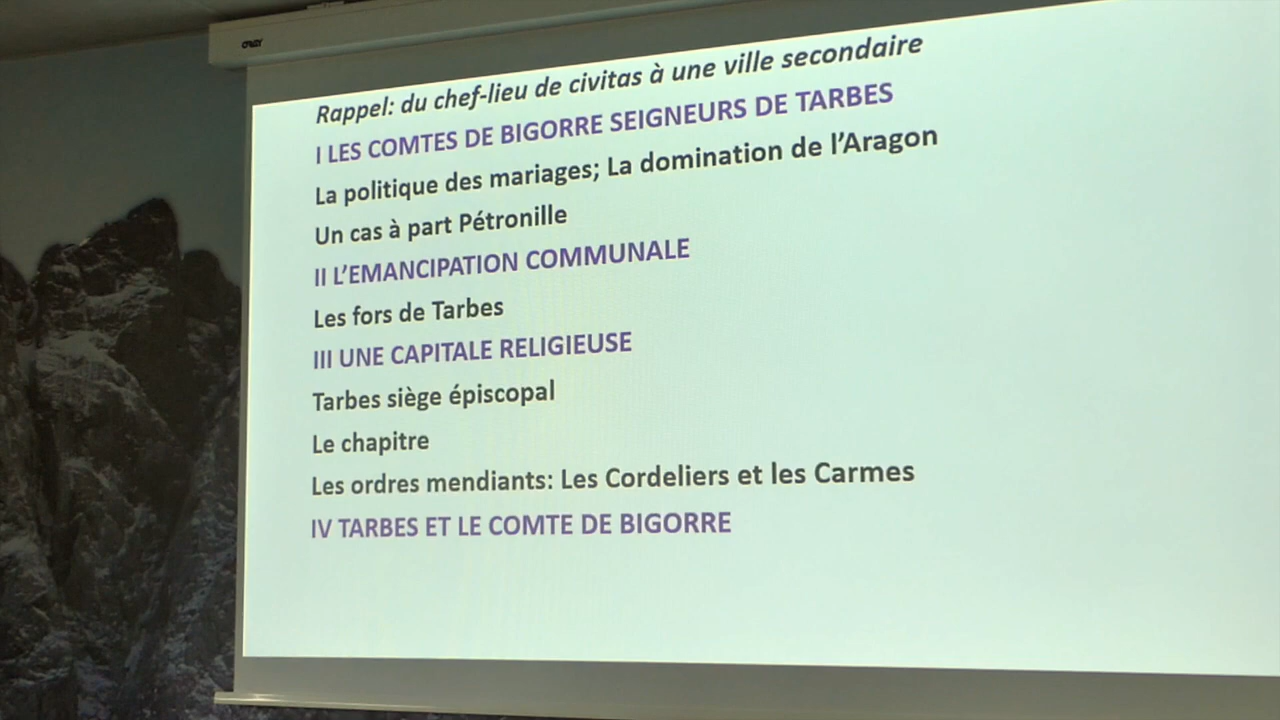 Rappel: du chef-lieu de civitas à une ville secondaire
I LES COMTES DE BIGORRE SEIGNEURS DE TARBES
La politique des mariages; La domination de l'Aragon
Un cas à part Pétronille
II L'EMANCIPATION COMMUNALE
Les fors de Tarbes
III UNE CAPITALE RELIGIEUSE
Tarbes siège épiscopal
Le chapitre
Les ordres mendiants: Les Cordeliers et les Carmes
IV TARBES ET LE COMTE DE BIGORRE